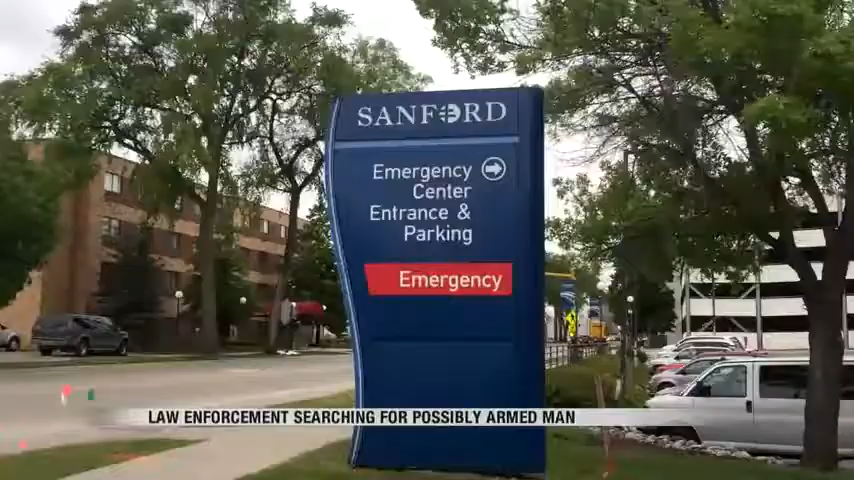 SANFORD
Emergency
Center
Entrance &
Parking
Emergency
LAW ENFORCEMENT SEARCHING FOR POSSIBLY ARMED MAN